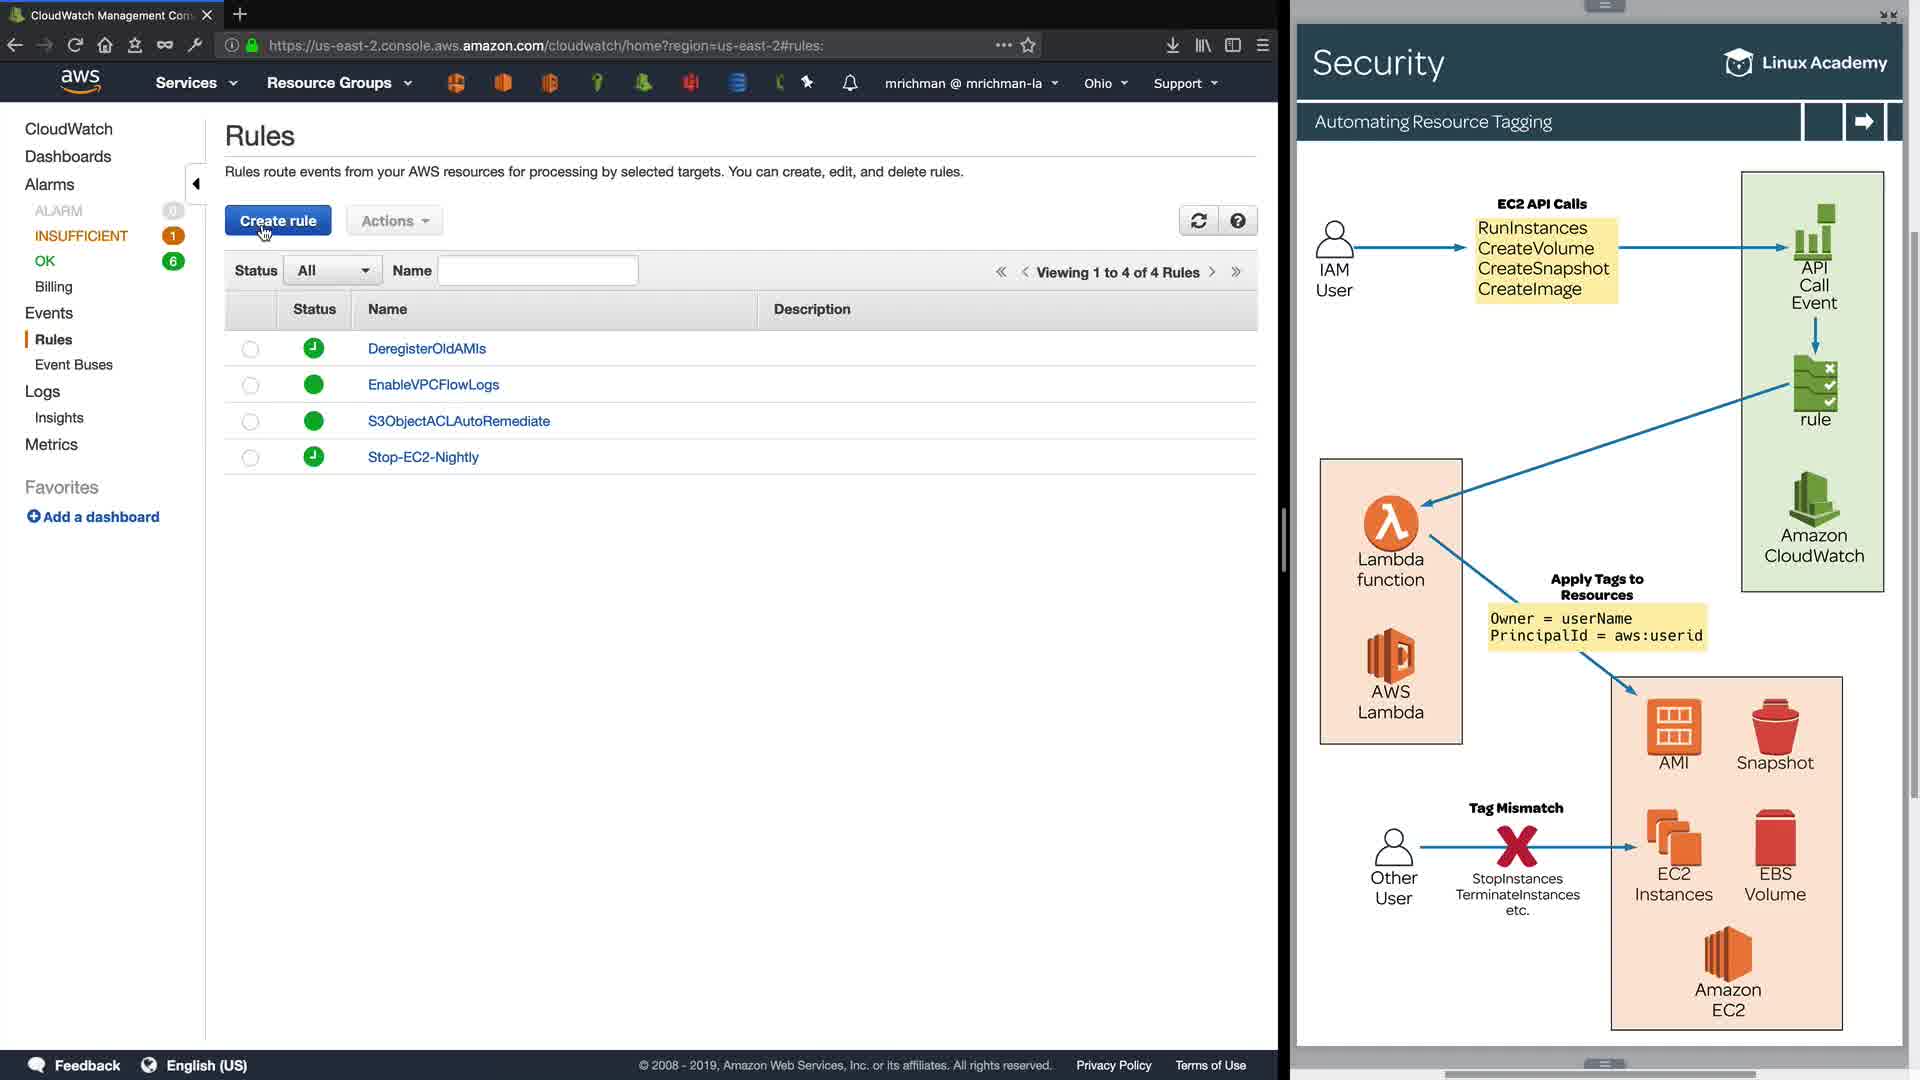 CloudWatch Management Con
https://us-east-2.console.aws.amazon.com/cloudwatch/home?region=us-east-2#rules:
aws
Services
Resource Groups
mrichman @ mrichman-la
Ohio
Support
CloudWatch
Dashboards
Alarms
ALARM 0
INSUFFICIENT 1
OK 6
Billing
Events
Rules
Event Buses
Logs
Insights
Metrics
Favorites
Add a dashboard
Rules
Rules route events from your AWS resources for processing by selected targets. You can create, edit, and delete rules.
Create rule
Actions
Status All Name
Viewing 1 to 4 of 4 Rules
Status Name Description
DeregisterOldAMIs
EnableVPCFlowLogs
S3ObjectACLAutoRemediate
Stop-EC2-Nightly
Feedback
English (US)
© 2008 - 2019, Amazon Web Services, Inc. or its affiliates. All rights reserved.
Privacy Policy
Terms of Use
Security
Linux Academy
Automating Resource Tagging
IAM
User
EC2 API Calls
RunInstances
CreateVolume
CreateSnapshot
CreateImage
API
Call
Event
rule
Amazon
CloudWatch
Lambda
function
AWS
Lambda
Apply Tags to
Resources
Owner = userName
PrincipalId = aws:userid
AMI
Snapshot
Tag Mismatch
Other
User
StopInstances
TerminateInstances
etc.
EC2
Instances
EBS
Volume
Amazon
EC2